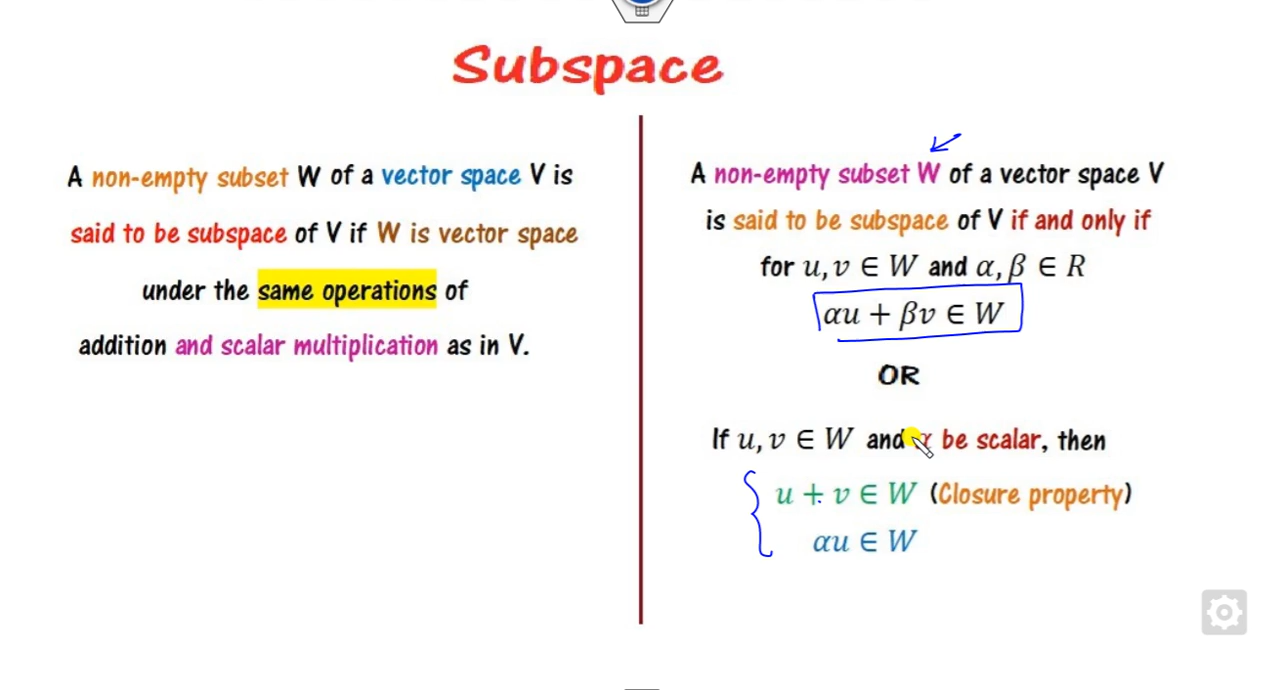 Subspace
A non-empty subset W of a vector space V is
said to be subspace of V if W is vector space
under the same operations of
addition and scalar multiplication as in V.
A non-empty subset W of a vector space V
is said to be subspace of V if and only if
for u, v ∈ W and α, β ∈ R
αu + βv ∈ W
OR
If u, v ∈ W and α be scalar, then
u + v ∈ W (Closure property)
αu ∈ W